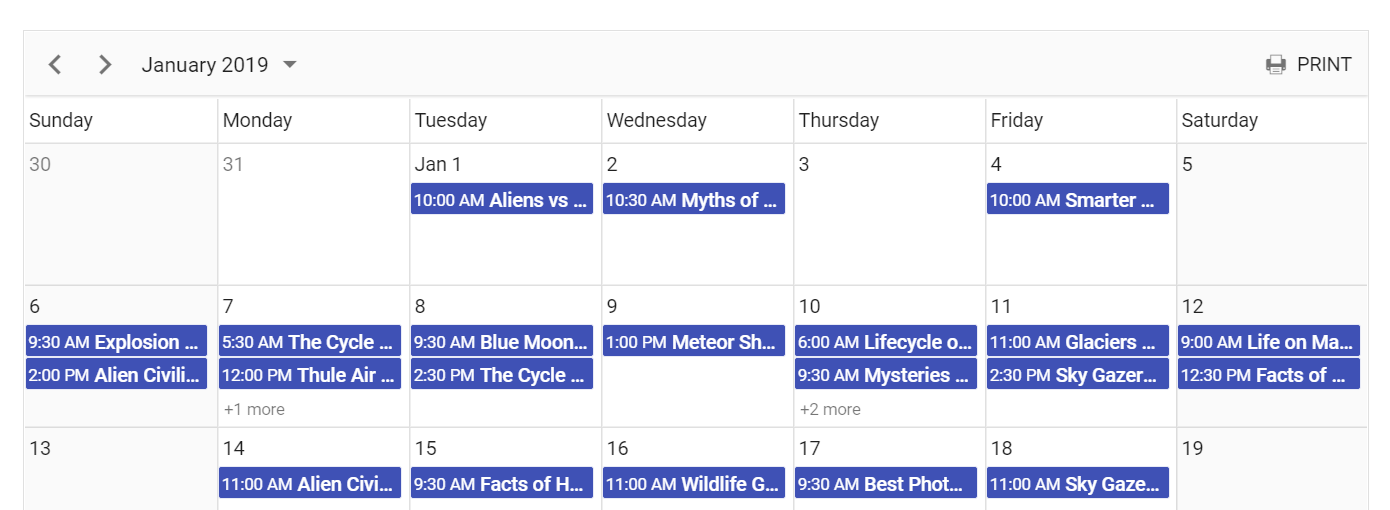 January 2019 PRINT
Sunday Monday Tuesday Wednesday Thursday Friday Saturday
30 31 Jan 1 2 3 4 5
10:00 AM Aliens vs ... 10:30 AM Myths of ... 10:00 AM Smarter ...
6 7 8 9 10 11 12
9:30 AM Explosion ... 5:30 AM The Cycle ... 9:30 AM Blue Moon... 1:00 PM Meteor Sh... 6:00 AM Lifecycle o... 11:00 AM Glaciers ... 9:00 AM Life on Ma...
2:00 PM Alien Civili... 12:00 PM Thule Air ... 2:30 PM The Cycle ... 9:30 AM Mysteries ... 2:30 PM Sky Gazer... 12:30 PM Facts of ...
+1 more +2 more
13 14 15 16 17 18 19
11:00 AM Alien Civi... 9:30 AM Facts of H... 11:00 AM Wildlife G... 9:30 AM Best Phot... 11:00 AM Sky Gaze...